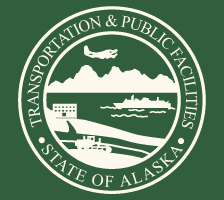 TRANSPORTATION & PUBLIC FACILITIES
STATE OF ALASKA